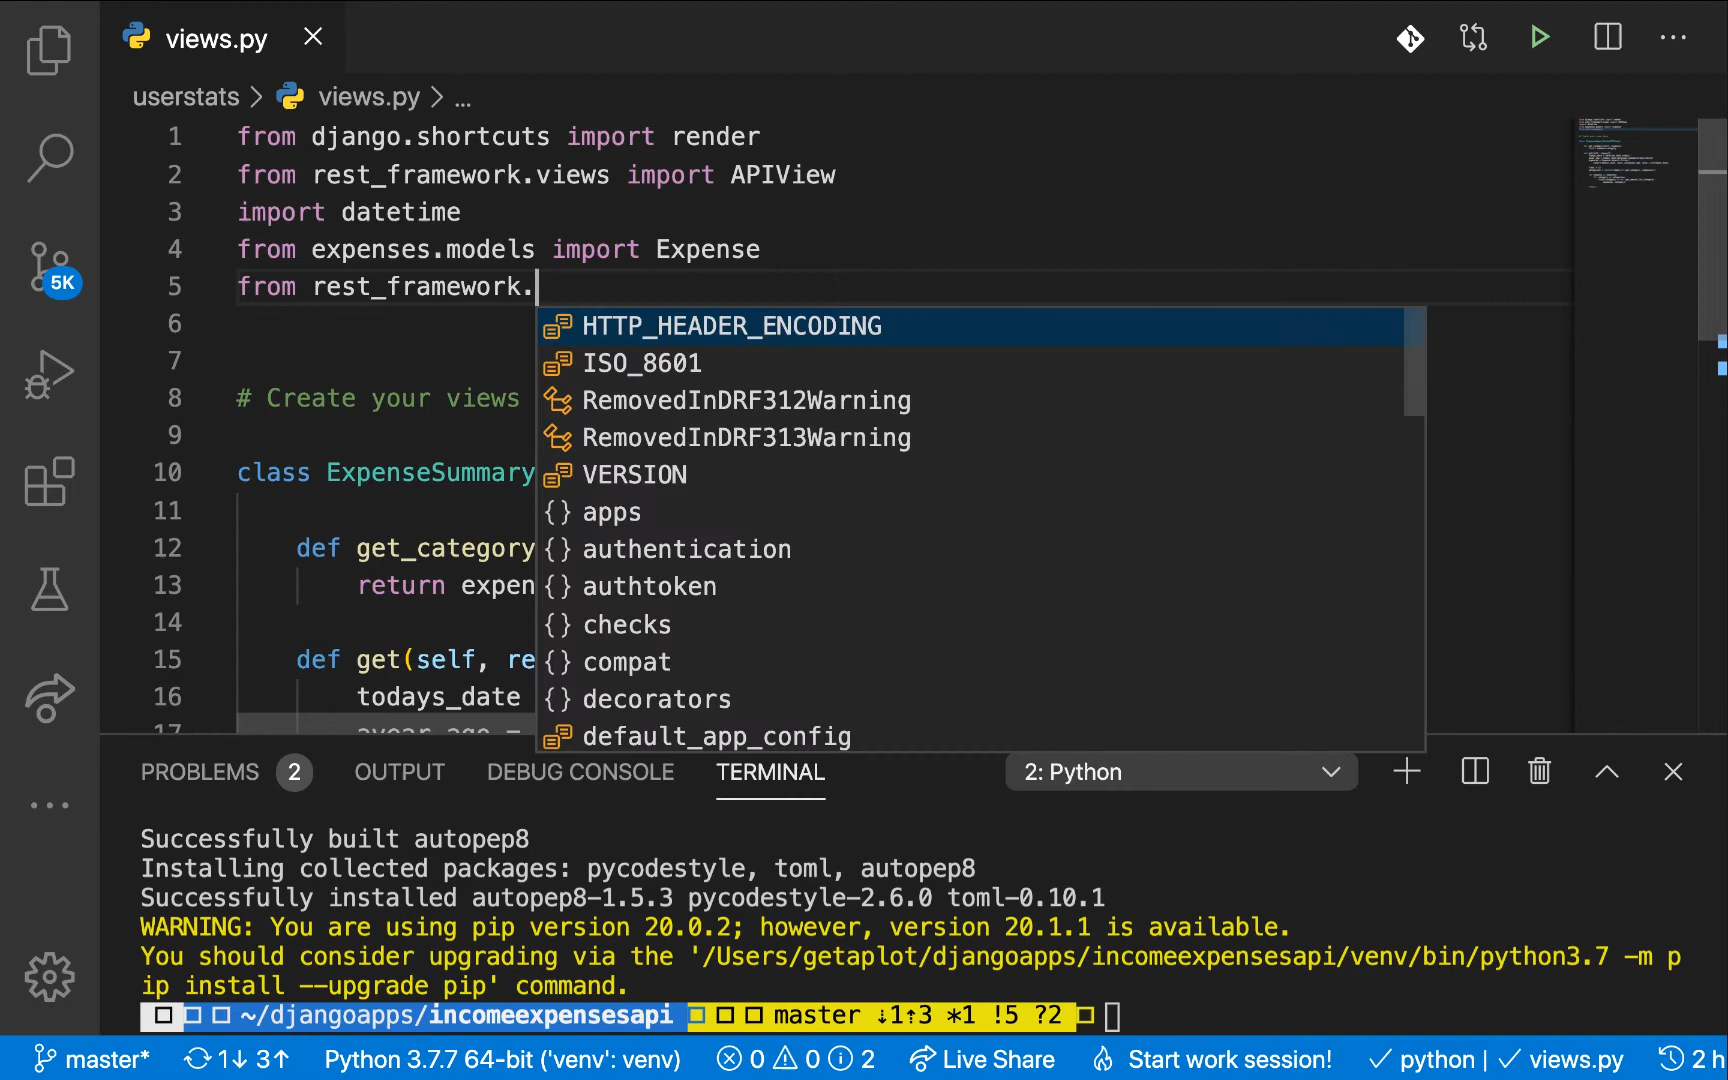 views.py
userstats > views.py > ...
1 from django.shortcuts import render
2 from rest_framework.views import APIView
3 import datetime
4 from expenses.models import Expense
5 from rest_framework.
6
7
8 # Create your views
9
10 class ExpenseSummary
11
12 def get_category
13 return expen
14
15 def get(self, re
16 todays_date
17 ayear_ago =
HTTP_HEADER_ENCODING
ISO_8601
RemovedInDRF312Warning
RemovedInDRF313Warning
VERSION
{} apps
{} authentication
{} authtoken
{} checks
{} compat
{} decorators
default_app_config
5K
PROBLEMS 2 OUTPUT DEBUG CONSOLE TERMINAL 2: Python
Successfully built autopep8
Installing collected packages: pycodestyle, toml, autopep8
Successfully installed autopep8-1.5.3 pycodestyle-2.6.0 toml-0.10.1
WARNING: You are using pip version 20.0.2; however, version 20.1.1 is available.
You should consider upgrading via the '/Users/getaplot/djangoapps/incomeexpensesapi/venv/bin/python3.7 -m p
ip install --upgrade pip' command.
~/djangoapps/incomeexpensesapi master ⇣1⇡3 *1 !5 ?2
master* 1↓ 3↑ Python 3.7.7 64-bit ('venv': venv) 0 0 2 Live Share Start work session! ✓ python | ✓ views.py 2 h